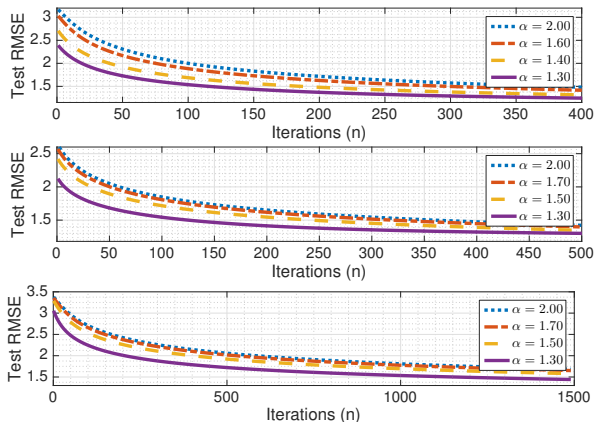 Test RMSE
3
2.5
2
1.5
0 50 100 150 200 250 300 350 400
Iterations (n)
α = 2.00
α = 1.60
α = 1.40
α = 1.30
Test RMSE
2.5
2
1.5
0 50 100 150 200 250 300 350 400 450 500
Iterations (n)
α = 2.00
α = 1.70
α = 1.50
α = 1.30
Test RMSE
3.5
3
2.5
2
1.5
0 500 1000 1500
Iterations (n)
α = 2.00
α = 1.70
α = 1.50
α = 1.30